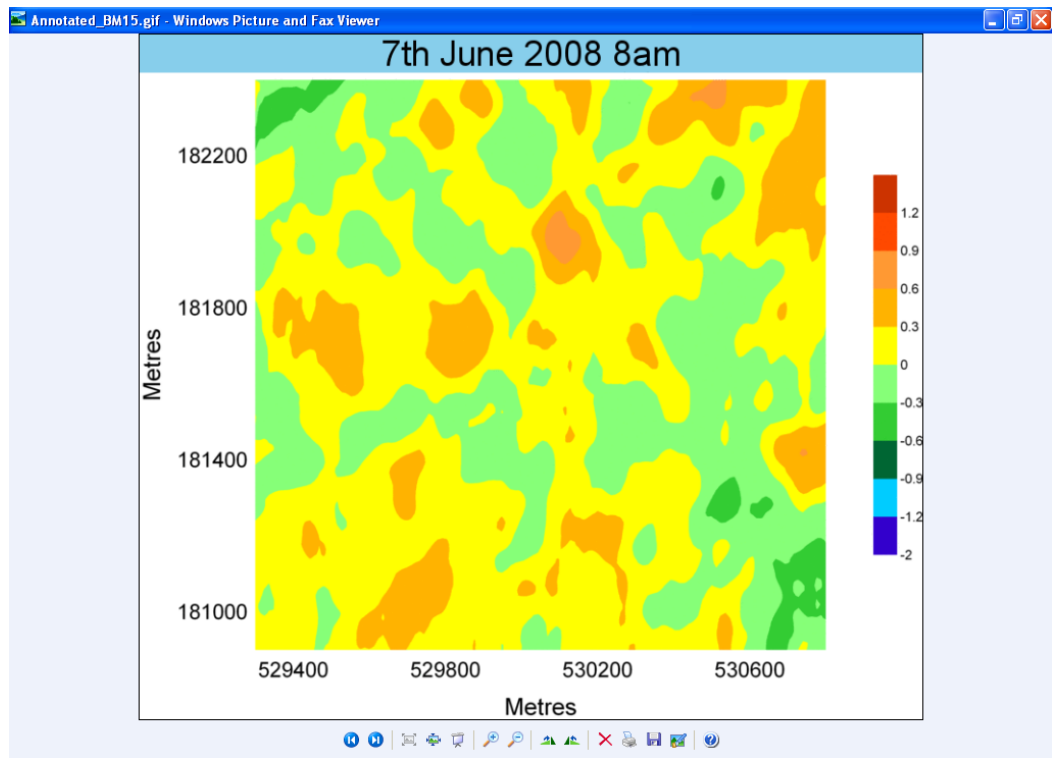 Annotated_BM15.gif - Windows Picture and Fax Viewer
7th June 2008 8am
182200
181800
181400
181000
Metres
529400 529800 530200 530600
Metres
1.2
0.9
0.6
0.3
0
-0.3
-0.6
-0.9
-1.2
-2